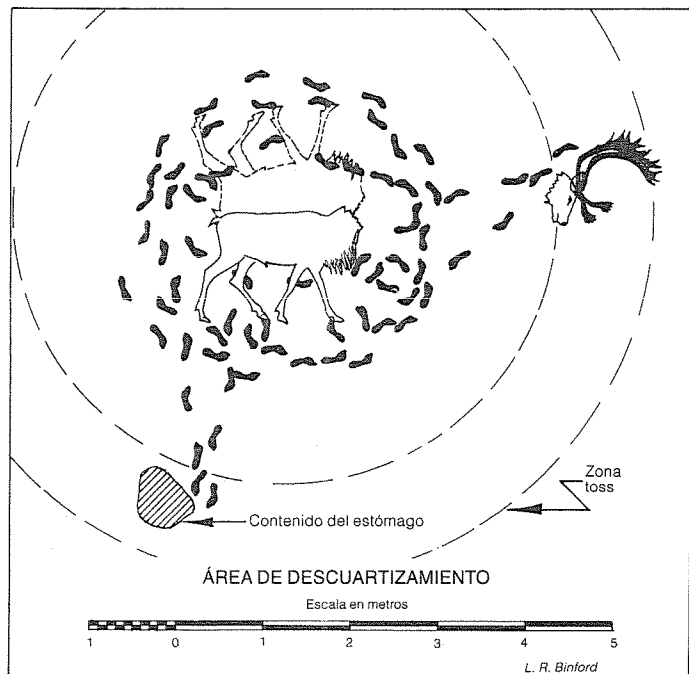 Zona
toss
Contenido del estómago
ÁREA DE DESCUARTIZAMIENTO
Escala en metros
1 0 1 2 3 4 5
L. R. Binford